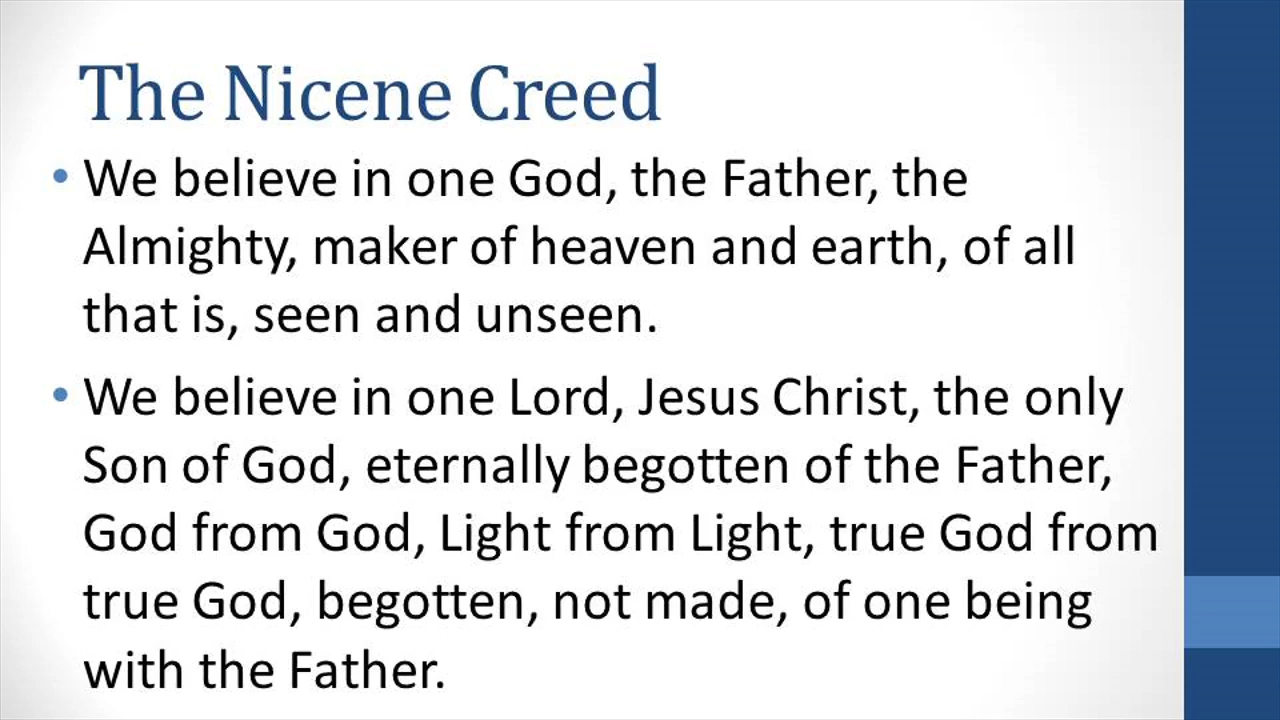 The Nicene Creed
• We believe in one God, the Father, the
Almighty, maker of heaven and earth, of all
that is, seen and unseen.
• We believe in one Lord, Jesus Christ, the only
Son of God, eternally begotten of the Father,
God from God, Light from Light, true God from
true God, begotten, not made, of one being
with the Father.